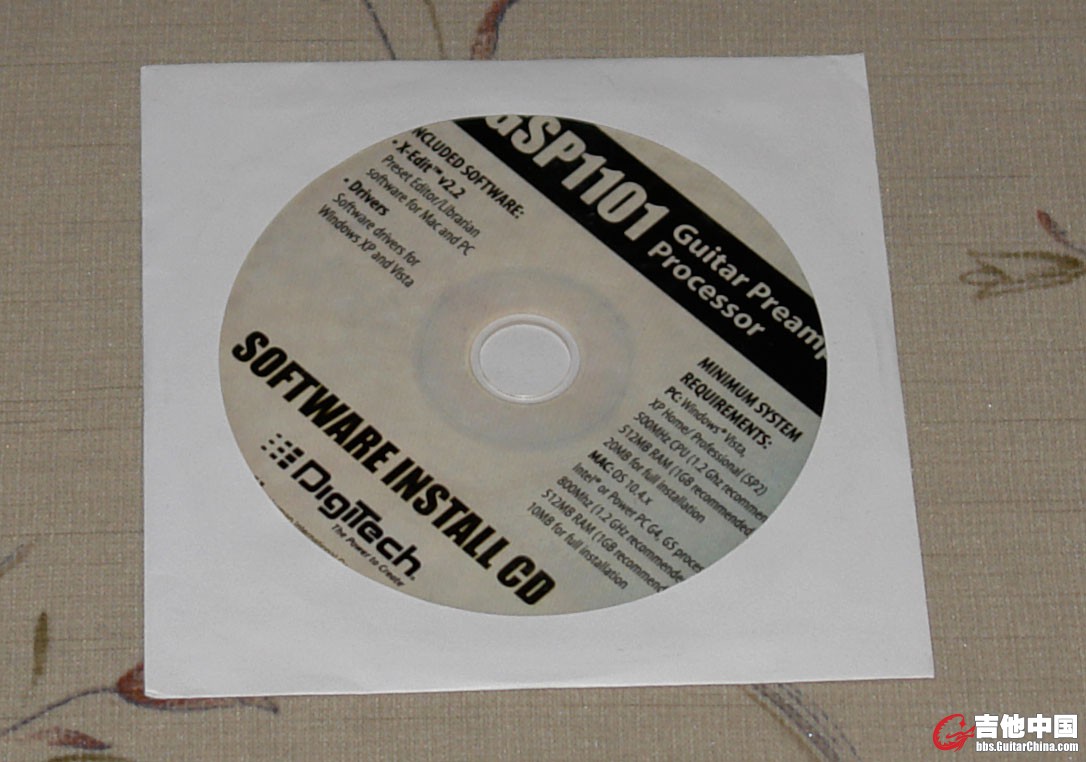 GSP1101
Guitar Preamp
Processor
INCLUDED SOFTWARE:
• X-Edit™ v2.2
Preset Editor/Librarian
software for Mac and PC
• Drivers
Software drivers for
Windows XP and Vista
MINIMUM SYSTEM
REQUIREMENTS:
PC: Windows® Vista,
XP Home/ Professional (SP2)
500MHz CPU (1.2 Ghz recommen
512MB RAM (1GB recommended
20MB for full installation
MAC: OS 10.4.x
Intel® or Power PC G4, G5 proce
800Mhz (1.2 GHz recommende
512MB RAM (1GB recommend
10MB for full installation
SOFTWARE INSTALL CD
DigiTech®
The Power to Create
吉他中国
bbs.GuitarChina.com